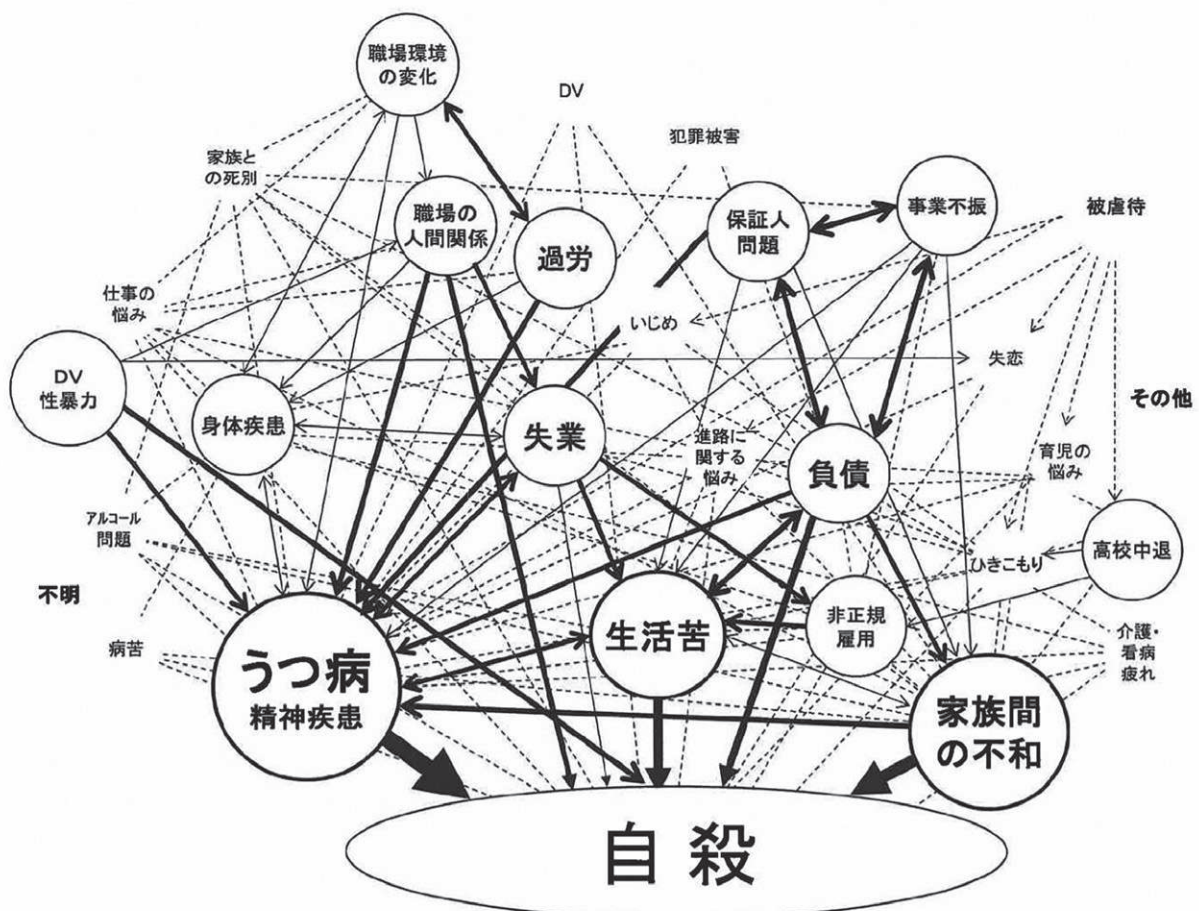 職場環境
の変化
DV
犯罪被害
家族と
の死別
職場の
人間関係
過労
保証人
問題
事業不振
被虐待
仕事の
悩み
いじめ
失恋
DV
性暴力
身体疾患
失業
進路に
関する
悩み
負債
その他
育児の
悩み
アルコール
問題
高校中退
ひきこもり
不明
病苦
うつ病
精神疾患
生活苦
非正規
雇用
介護・
看病
疲れ
家族間
の不和
自殺